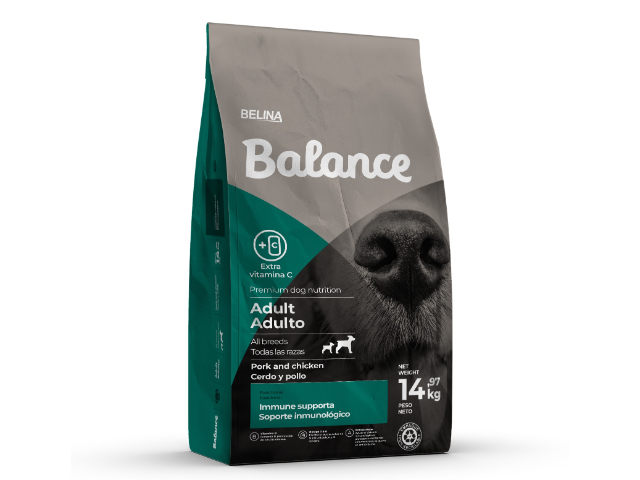 BELINA
Balance
+C
Extra
vitamina C
Premium dog nutrition
Adult
Adulto
All breeds
Todas las razas
Pork and chicken
Cerdo y pollo
Immune supporta
Soporte inmunológico
NET
WEIGHT
14,97
kg
PESO
NETO
Balance